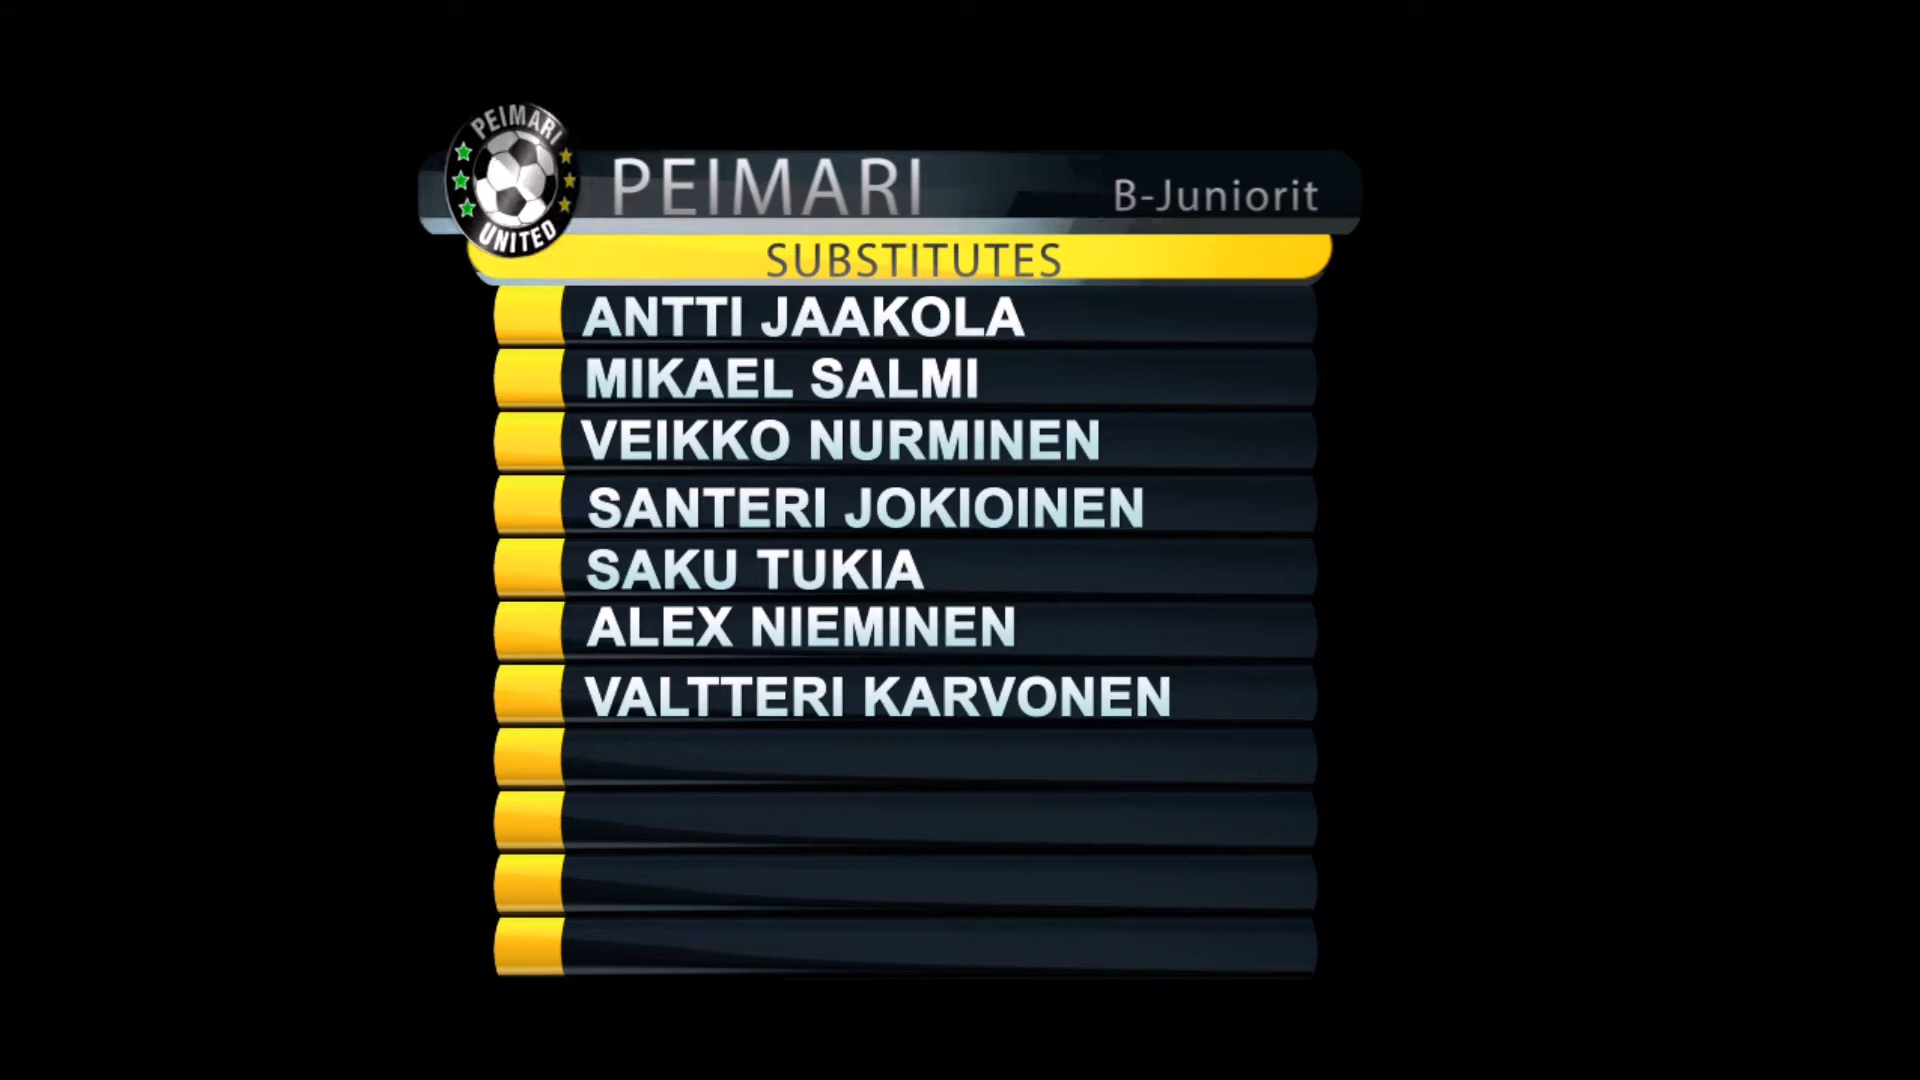 PEIMARI
UNITED
PEIMARI
B-Juniorit
SUBSTITUTES
ANTTI JAAKOLA
MIKAEL SALMI
VEIKKO NURMINEN
SANTERI JOKIOINEN
SAKU TUKIA
ALEX NIEMINEN
VALTTERI KARVONEN